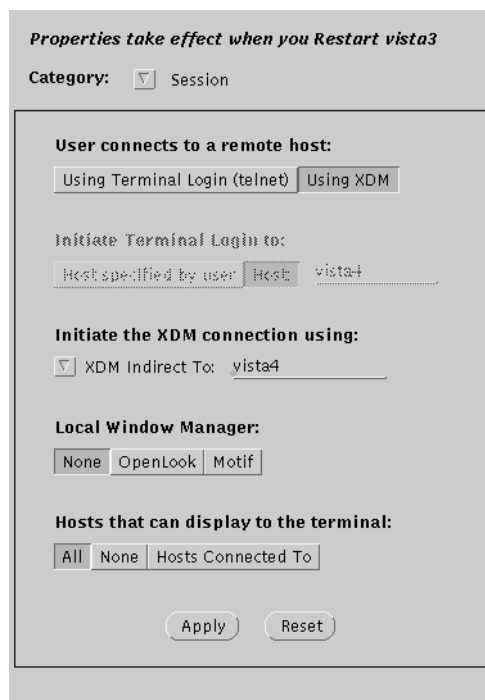 Properties take effect when you Restart vista3
Category: Session
User connects to a remote host:
Using Terminal Login (telnet) Using XDM
Initiate Terminal Login to:
Host specified by user Host: vista4
Initiate the XDM connection using:
XDM Indirect To: vista4
Local Window Manager:
None OpenLook Motif
Hosts that can display to the terminal:
All None Hosts Connected To
Apply Reset